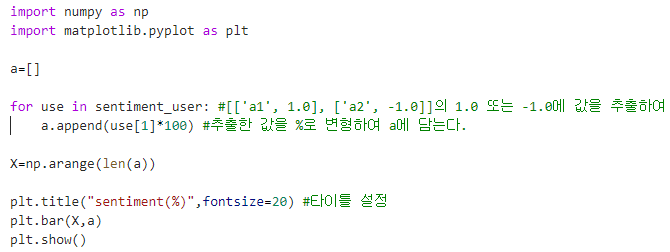 import numpy as np
import matplotlib.pyplot as plt
a=[]
for use in sentiment_user: #[['a1', 1.0], ['a2', -1.0]]의 1.0 또는 -1.0에 값을 추출하여
    a.append(use[1]*100) #추출한 값을 %로 변형하여 a에 담는다.
X=np.arange(len(a))
plt.title("sentiment(%)",fontsize=20) #타이틀 설정
plt.bar(X,a)
plt.show()